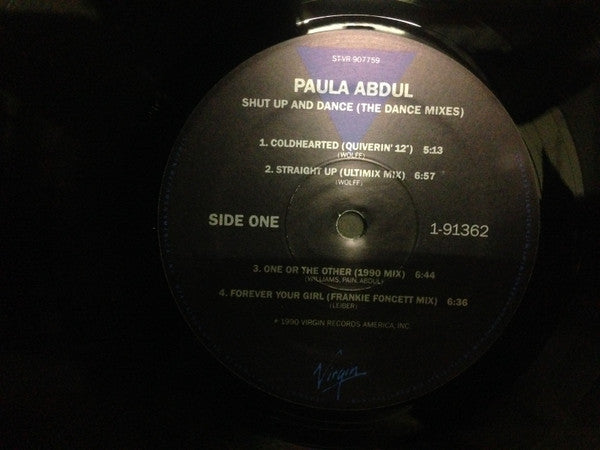 ST-VR 907759
PAULA ABDUL
SHUT UP AND DANCE (THE DANCE MIXES)
1. COLDHEARTED (QUIVERIN' 12") 5:13
(WOLFF)
2. STRAIGHT UP (ULTIMIX MIX) 6:57
(WOLFF)
SIDE ONE
1-91362
3. ONE OR THE OTHER (1990 MIX) 6:44
(WILLIAMS, PAIN, ABDUL)
4. FOREVER YOUR GIRL (FRANKIE FONCETT MIX) 6:36
(LEIBER)
℗ 1990 VIRGIN RECORDS AMERICA, INC.
Virgin